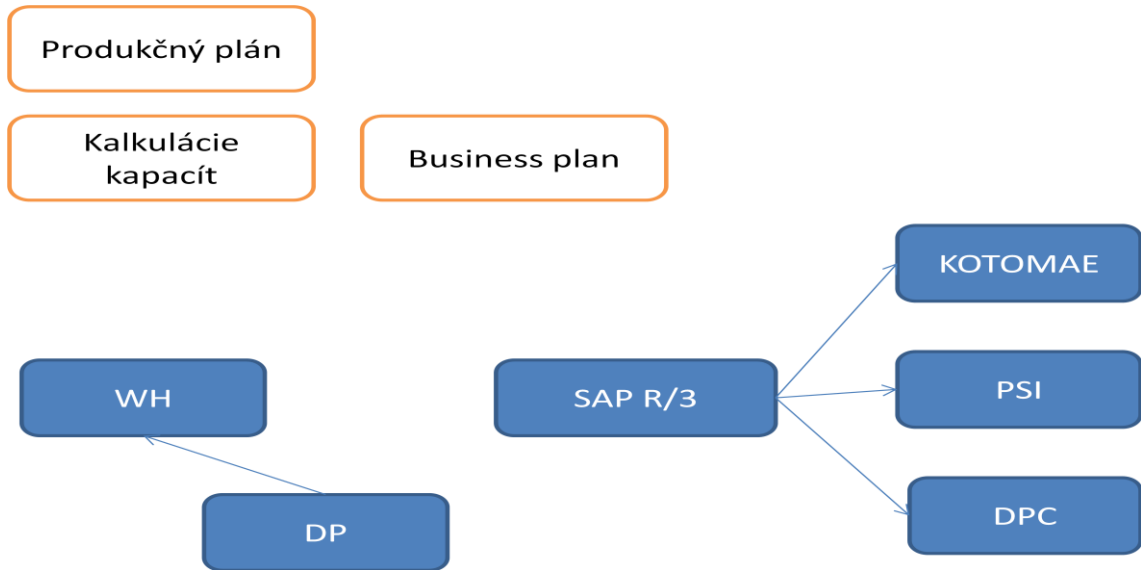 Produkčný plán
Kalkulácie
kapacít
Business plan
KOTOMAE
WH
SAP R/3
PSI
DP
DPC